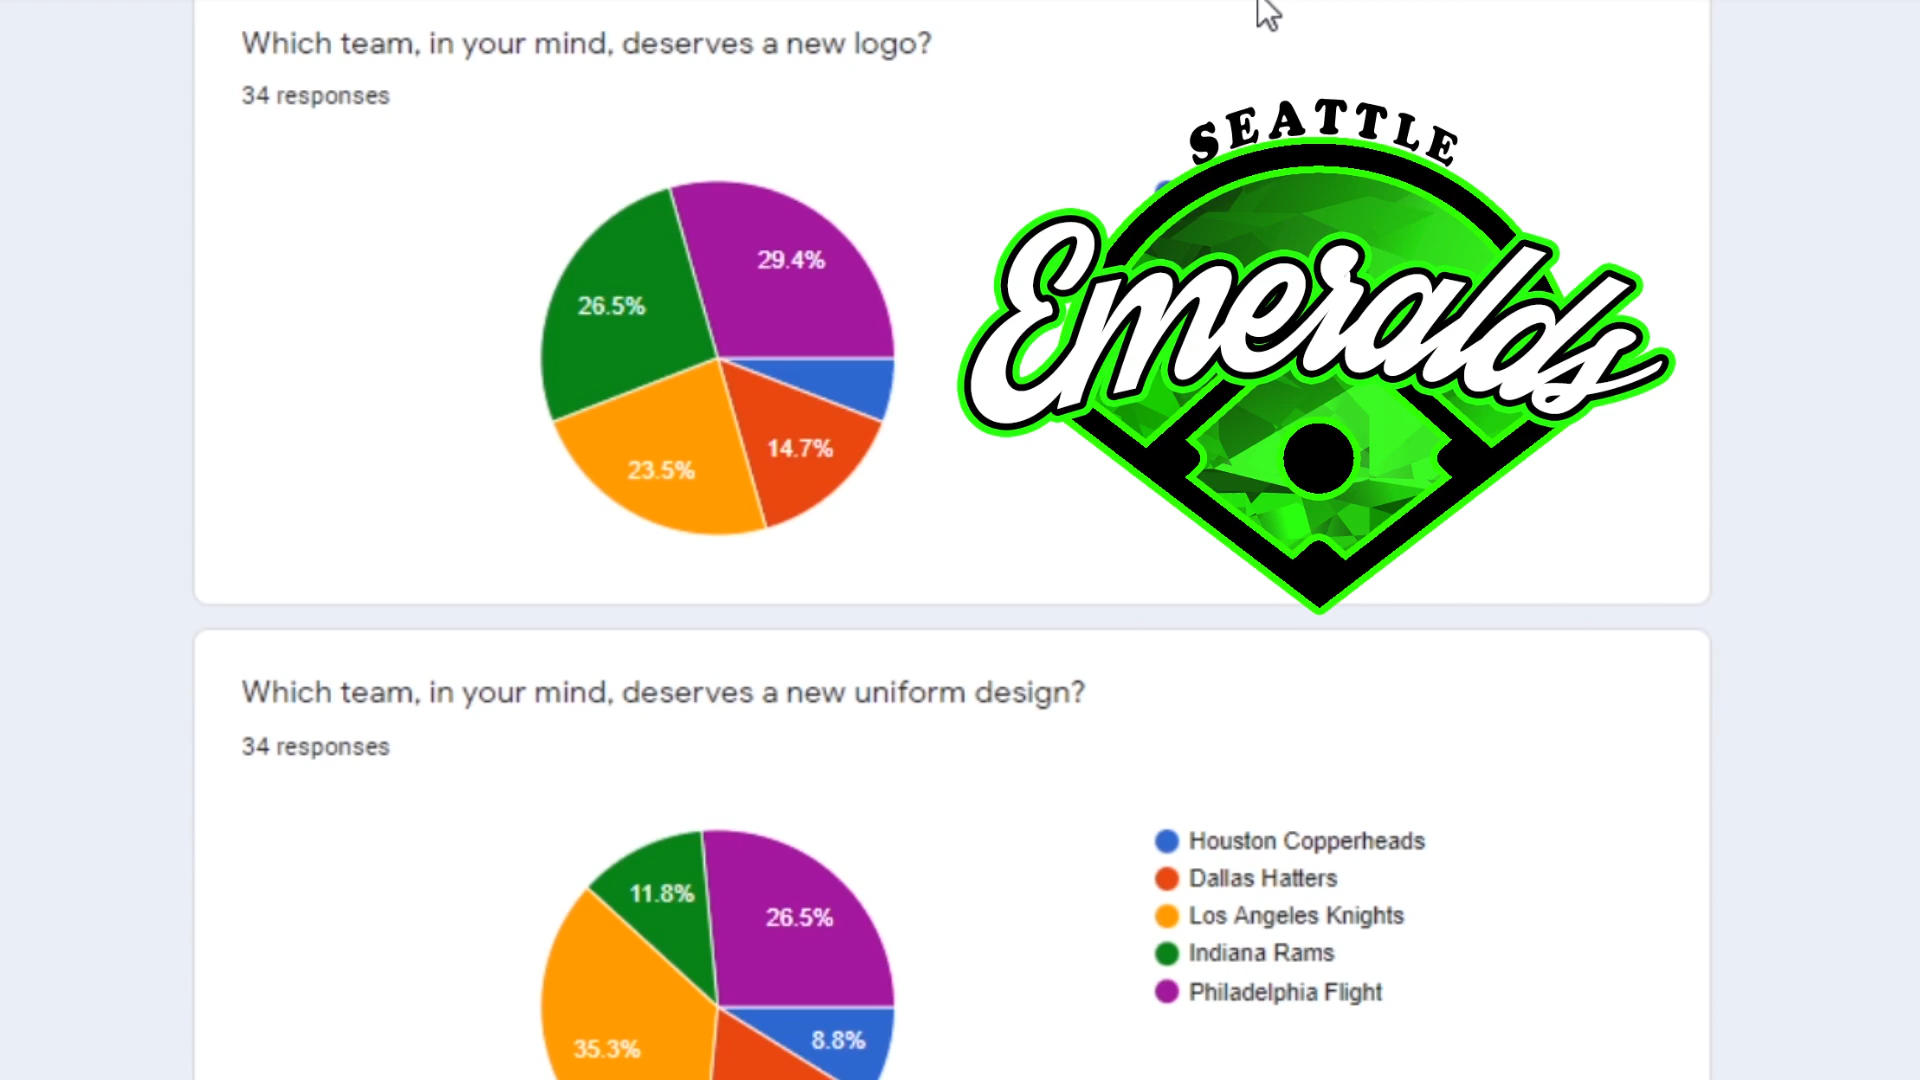 Which team, in your mind, deserves a new logo?
34 responses
SEATTLE
Emeralds
29.4%
26.5%
14.7%
23.5%
Which team, in your mind, deserves a new uniform design?
34 responses
Houston Copperheads
Dallas Hatters
Los Angeles Knights
Indiana Rams
Philadelphia Flight
11.8%
26.5%
8.8%
35.3%